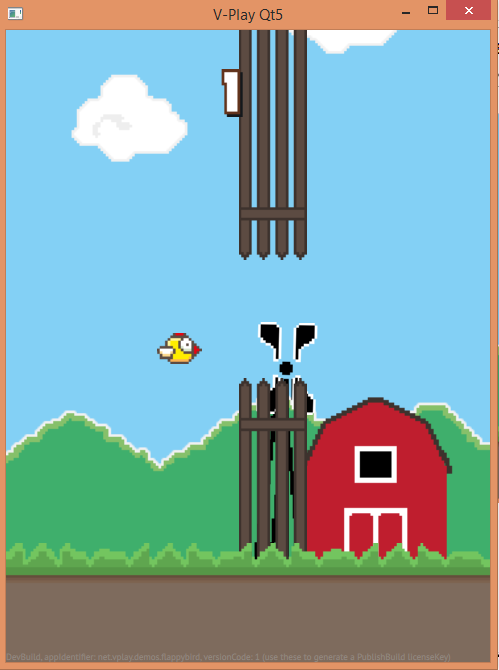 V-Play Qt5
1
DevBuild, appIdentifier: net.vplay.demos.flappybird, versionCode: 1 (use these to generate a PublishBuild licenseKey)